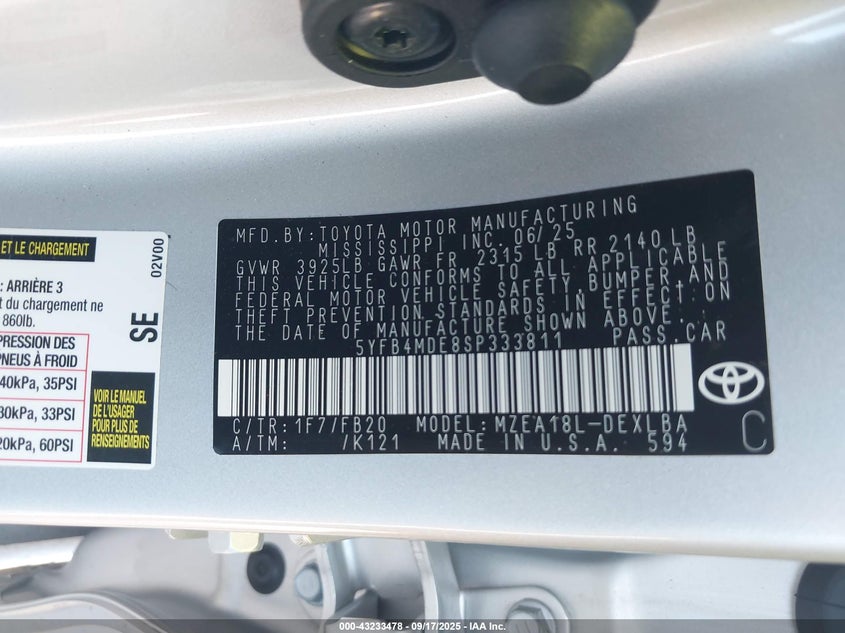 ET LE CHARGEMENT
02V00
: ARRIÈRE 3
t du chargement ne
860lb.
SE
PRESSION DES
PNEUS À FROID
40kPa, 35PSI
30kPa, 33PSI
20kPa, 60PSI
VOIR LE MANUEL
DE L'USAGER
POUR PLUS DE
RENSEIGNEMENTS
MFD.BY:TOYOTA MOTOR MANUFACTURING
MISSISSIPPI INC. 06/25
GVWR 3925LB GAWR FR 2315 LB RR 2140 LB
THIS VEHICLE CONFORMS TO ALL APPLICABLE
FEDERAL MOTOR VEHICLE SAFETY,BUMPER,AND
THEFT PREVENTION STANDARDS IN EFFECT ON
THE DATE OF MANUFACTURE SHOWN ABOVE.
5YFB4MDE8SP333811 PASS.CAR
C/TR: 1F7/FB20 MODEL: MZEA18L-DEXLBA
A/TM: /K121 MADE IN U.S.A. 594
C
000-43233478 - 09/17/2025 - IAA Inc.